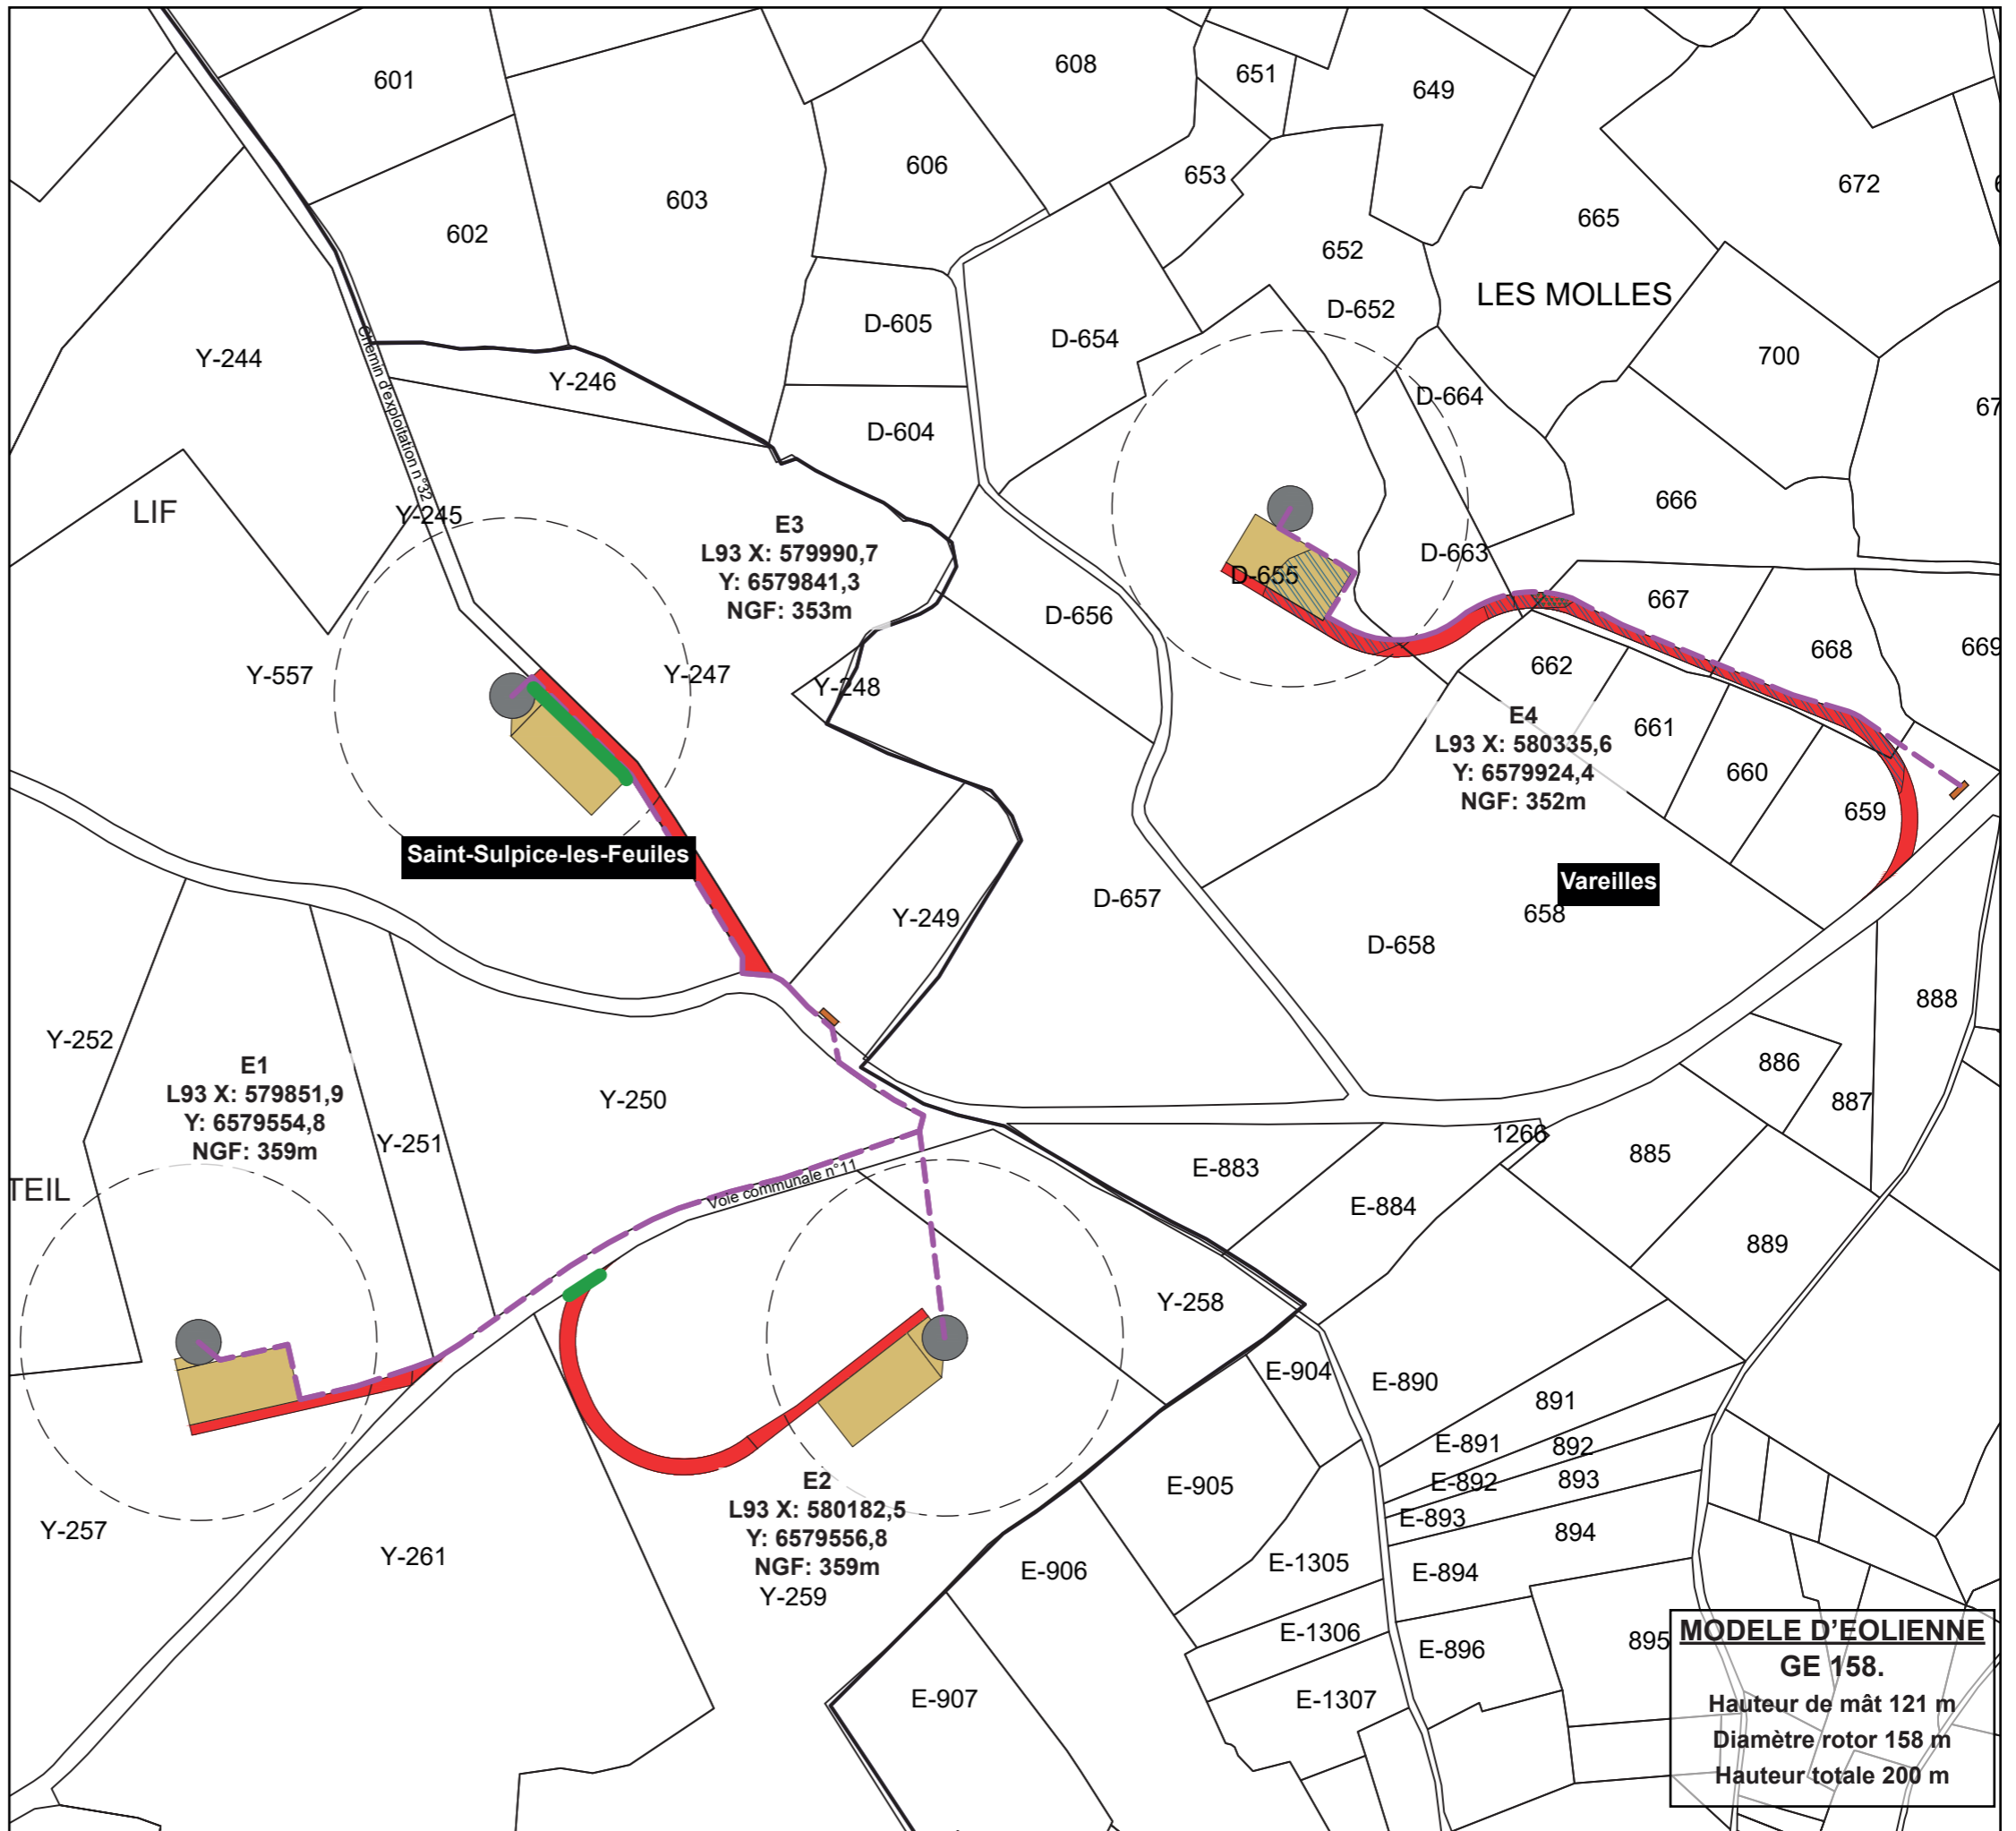 601
608
651
649
606
653
672
603
665
602
652
LES MOLLES
D-652
D-605
D-654
Y-244
700
Chemin d'exploitation n°32
Y-246
D-664
67
D-604
666
LIF
Y-245
E3
L93 X: 579990,7
Y: 6579841,3
NGF: 353m
D-663
D-655
667
D-656
668
669
662
Y-557
Y-247
Y-248
E4
L93 X: 580335,6
Y: 6579924,4
NGF: 352m
661
660
659
Saint-Sulpice-les-Feuiles
Vareilles
D-657
658
Y-249
D-658
888
Y-252
886
E1
L93 X: 579851,9
Y: 6579554,8
NGF: 359m
Y-250
887
Y-251
1266
885
E-883
TEIL
Voie communale n°11
E-884
889
Y-258
E-904
E-890
891
E-891
892
E-892
893
E-905
E2
L93 X: 580182,5
Y: 6579556,8
NGF: 359m
Y-259
E-893
894
Y-257
Y-261
E-1305
E-906
E-894
E-1306
E-896
895
E-907
E-1307
MODELE D'EOLIENNE
GE 158.
Hauteur de mât 121 m
Diamètre rotor 158 m
Hauteur totale 200 m